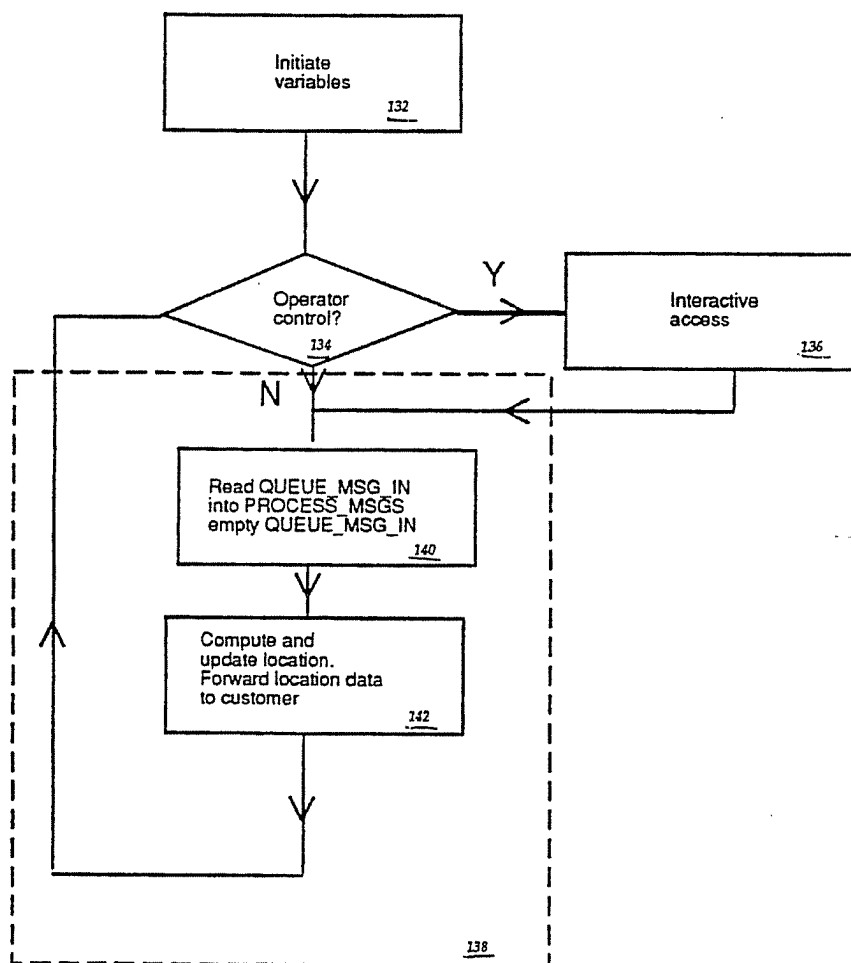 Initiate
variables
132
Operator
control?
134
Y
Interactive
access
136
N
Read QUEUE_MSG_IN
into PROCESS_MSGS
empty QUEUE_MSG_IN
140
Compute and
update location.
Forward location data
to customer
142
138